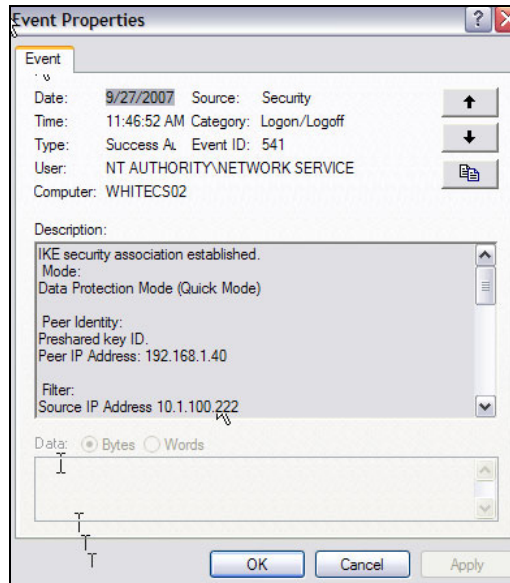 Event Properties
Event
Date: 9/27/2007 Source: Security
Time: 11:46:52 AM Category: Logon/Logoff
Type: Success Au Event ID: 541
User: NT AUTHORITY\NETWORK SERVICE
Computer: WHITECS02
Description:
IKE security association established.
Mode:
Data Protection Mode (Quick Mode)
Peer Identity:
Preshared key ID.
Peer IP Address: 192.168.1.40
Filter:
Source IP Address 10.1.100.222
Data: Bytes Words
OK Cancel Apply